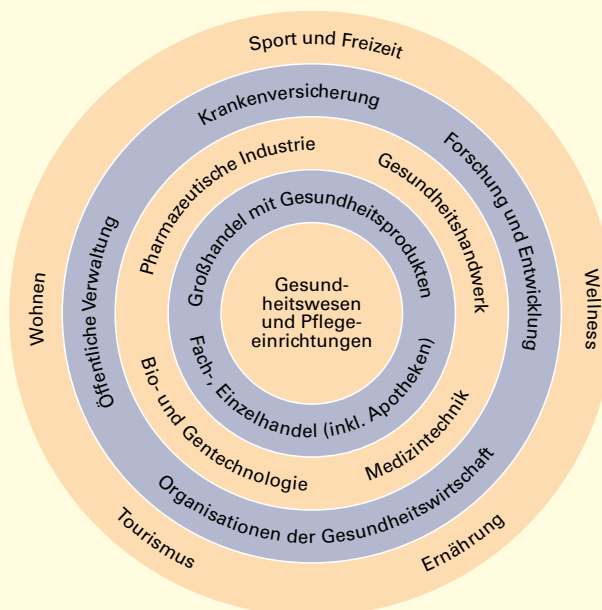 Sport und Freizeit
Krankenversicherung
Forschung und Entwicklung
Pharmazeutische Industrie
Gesundheitshandwerk
Großhandel mit Gesundheitsprodukten
Öffentliche Verwaltung
Wohnen
Wellness
Gesund-
heitswesen
und Pflege-
einrichtungen
Fach-, Einzelhandel (inkl. Apotheken)
Bio- und Gentechnologie
Medizintechnik
Organisationen der Gesundheitswirtschaft
Tourismus
Ernährung